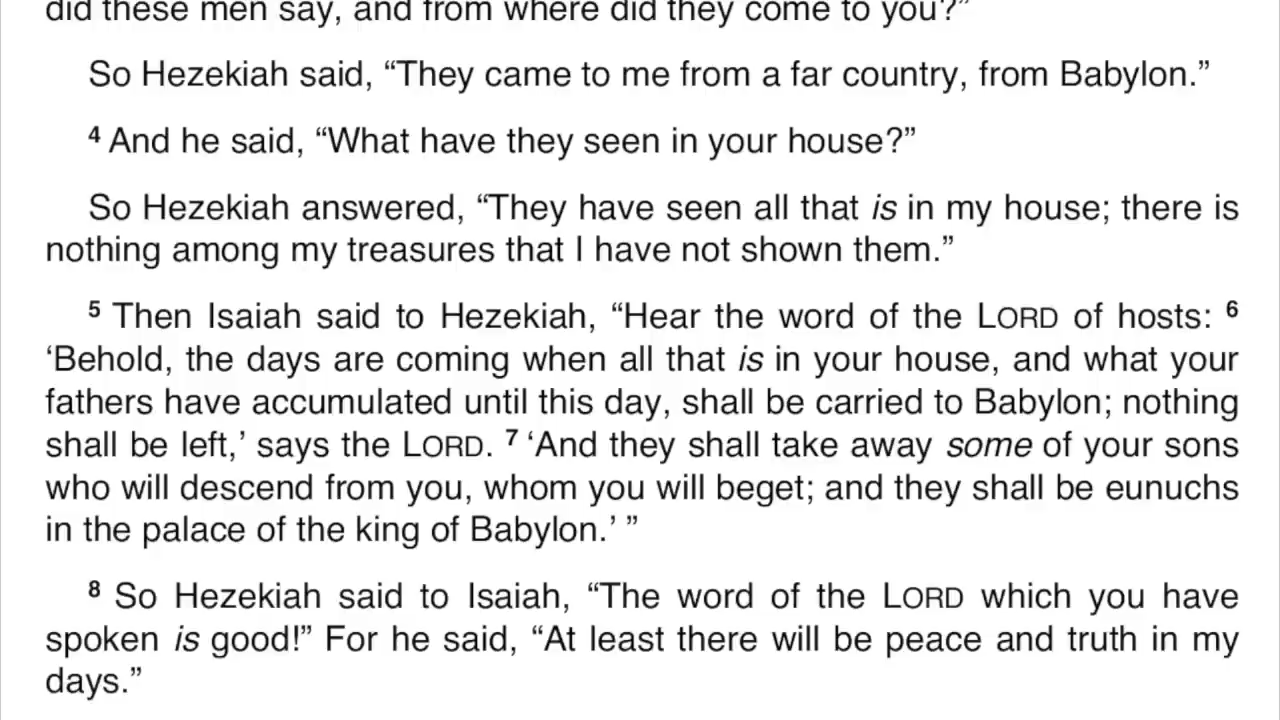 did these men say, and from where did they come to you?”
So Hezekiah said, “They came to me from a far country, from Babylon.”
4 And he said, “What have they seen in your house?”
So Hezekiah answered, “They have seen all that is in my house; there is
nothing among my treasures that I have not shown them.”
5 Then Isaiah said to Hezekiah, “Hear the word of the LORD of hosts: 6
‘Behold, the days are coming when all that is in your house, and what your
fathers have accumulated until this day, shall be carried to Babylon; nothing
shall be left,’ says the LORD. 7 ‘And they shall take away some of your sons
who will descend from you, whom you will beget; and they shall be eunuchs
in the palace of the king of Babylon.’ ”
8 So Hezekiah said to Isaiah, “The word of the LORD which you have
spoken is good!” For he said, “At least there will be peace and truth in my
days.”